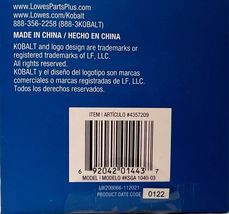 www.LowesPartsPlus.com
www.Lowes.com/Kobalt
888-356-2258 (888-3KOBALT)
MADE IN CHINA / HECHO EN CHINA
KOBALT and logo design are trademarks or
registered trademarks of LF, LLC.
All rights reserved.
KOBALT y el diseño del logotipo son marcas
comerciales o marcas registradas de LF, LLC.
Todos los derechos reservados.
ITEM | ARTÍCULO #4357209
6 92042 01443 7
MODEL | MODELO #KSGA 1040-03
LW200066-112021
PRODUCT DATE CODE 0122